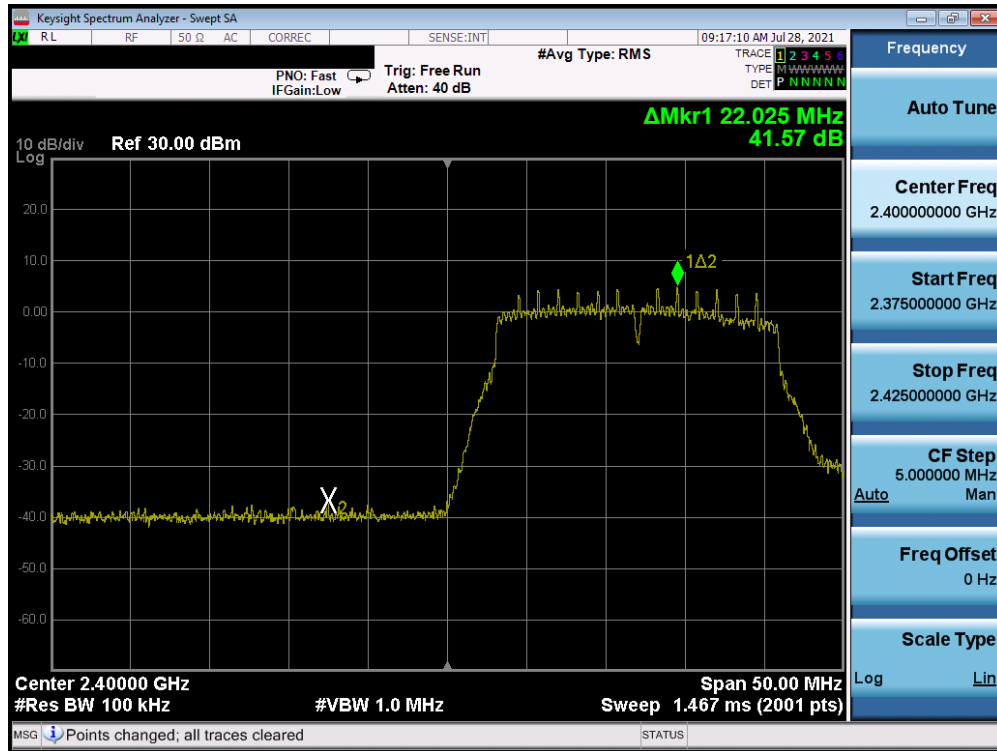 Keysight Spectrum Analyzer - Swept SA
LXI RL RF 50 Ω AC CORREC SENSE:INT 09:17:10 AM Jul 28, 2021
#Avg Type: RMS
TRACE 1 2 3 4 5 6
TYPE M W W W W W
DET P N N N N N
PNO: Fast
IFGain:Low
Trig: Free Run
Atten: 40 dB
ΔMkr1 22.025 MHz
41.57 dB
10 dB/div
Log
Ref 30.00 dBm
20.0
10.0
0.00
-10.0
-20.0
-30.0
-40.0
-50.0
-60.0
1Δ2
X2
Center 2.40000 GHz
#Res BW 100 kHz
#VBW 1.0 MHz
Span 50.00 MHz
Sweep 1.467 ms (2001 pts)
MSG Points changed; all traces cleared
STATUS
Frequency
Auto Tune
Center Freq
2.400000000 GHz
Start Freq
2.375000000 GHz
Stop Freq
2.425000000 GHz
CF Step
5.000000 MHz
Auto Man
Freq Offset
0 Hz
Scale Type
Log Lin